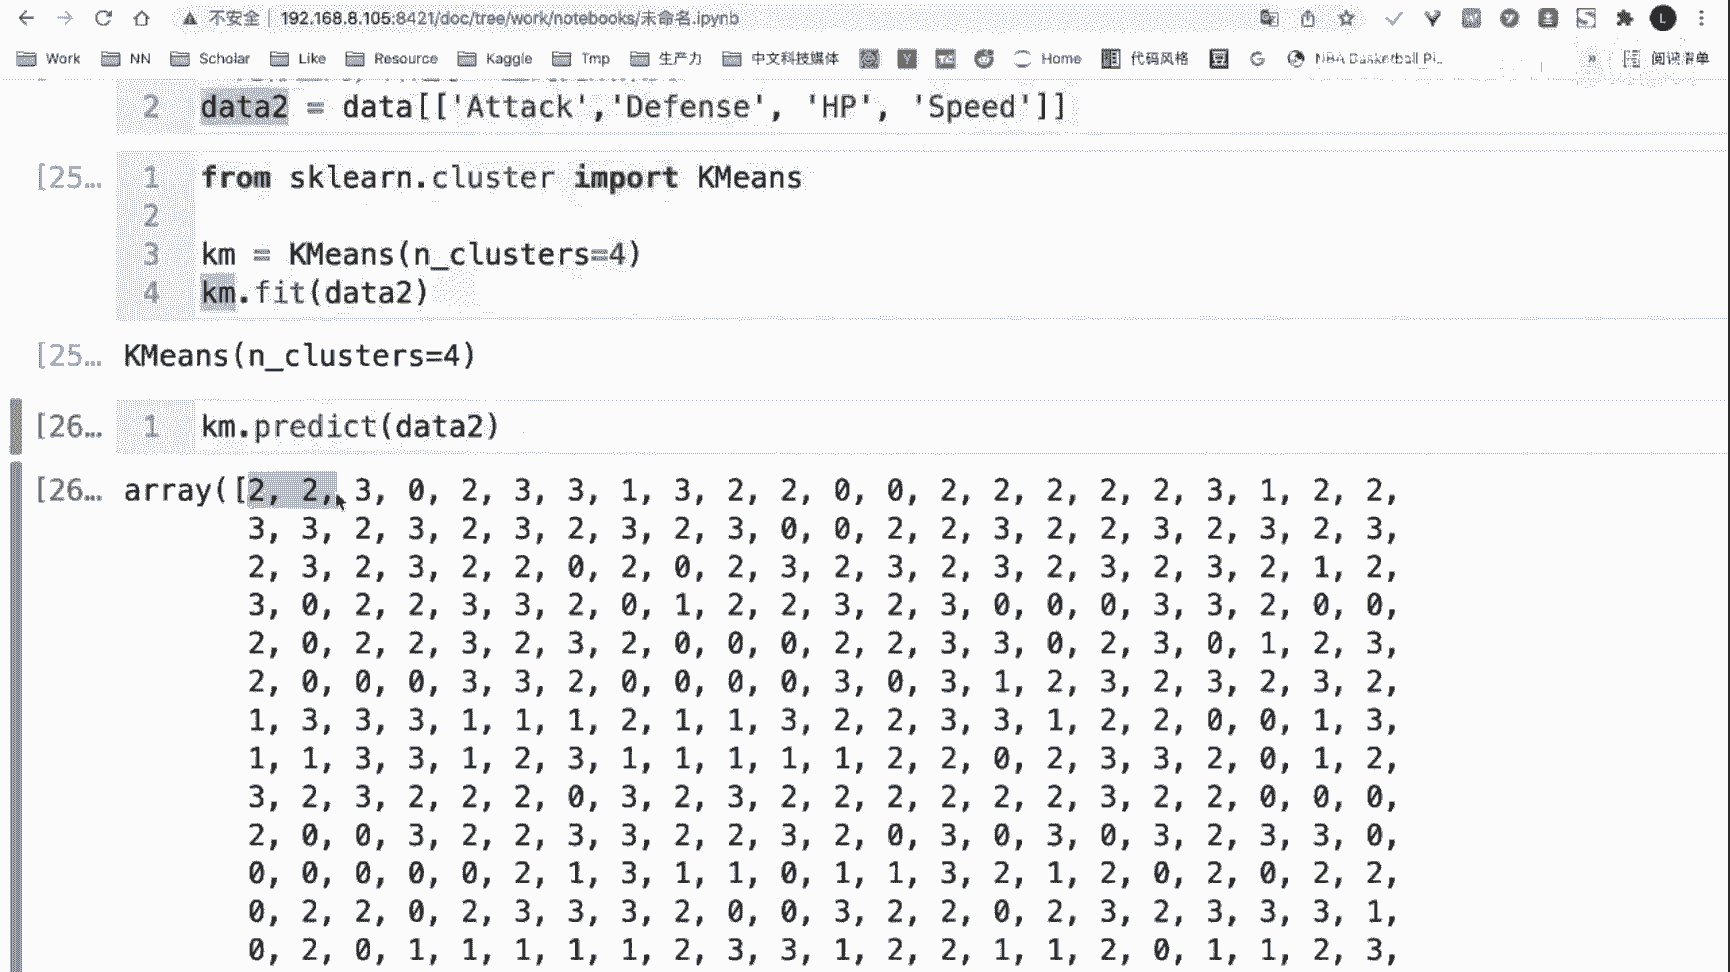 不安全 192.168.8.105:8421/doc/tree/work/notebooks/未命名.ipynb L
Work NN Scholar Like Resource Kaggle Tmp 生产力 中文科技媒体 Home 代码风格 豆 G NBA Basketball Pl... » 阅读清单
2 data2 = data[['Attack','Defense', 'HP', 'Speed']]
[25… 1 from sklearn.cluster import KMeans
2
3 km = KMeans(n_clusters=4)
4 km.fit(data2)
[25… KMeans(n_clusters=4)
[26… 1 km.predict(data2)
[26… array([2, 2, 3, 0, 2, 3, 3, 1, 3, 2, 2, 0, 0, 2, 2, 2, 2, 2, 3, 1, 2, 2,
3, 3, 2, 3, 2, 3, 2, 3, 2, 3, 0, 0, 2, 2, 3, 2, 2, 3, 2, 3, 2, 3,
2, 3, 2, 3, 2, 2, 0, 2, 0, 2, 3, 2, 3, 2, 3, 2, 3, 2, 3, 2, 1, 2,
3, 0, 2, 2, 3, 3, 2, 0, 1, 2, 2, 3, 2, 3, 0, 0, 0, 3, 3, 2, 0, 0,
2, 0, 2, 2, 3, 2, 3, 2, 0, 0, 0, 2, 2, 3, 3, 0, 2, 3, 0, 1, 2, 3,
2, 0, 0, 0, 3, 3, 2, 0, 0, 0, 0, 3, 0, 3, 1, 2, 3, 2, 3, 2, 3, 2,
1, 3, 3, 3, 1, 1, 1, 2, 1, 1, 3, 2, 2, 3, 3, 1, 2, 2, 0, 0, 1, 3,
1, 1, 3, 3, 1, 2, 3, 1, 1, 1, 1, 1, 2, 2, 0, 2, 3, 3, 2, 0, 1, 2,
3, 2, 3, 2, 2, 2, 0, 3, 2, 3, 2, 2, 2, 2, 2, 2, 3, 2, 2, 0, 0, 0,
2, 0, 0, 3, 2, 2, 3, 3, 2, 2, 3, 2, 0, 3, 0, 3, 0, 3, 2, 3, 3, 0,
0, 0, 0, 0, 0, 2, 1, 3, 1, 1, 0, 1, 1, 3, 2, 1, 2, 0, 2, 0, 2, 2,
0, 2, 2, 0, 2, 3, 3, 3, 2, 0, 0, 3, 2, 2, 0, 2, 3, 2, 3, 3, 3, 1,
0, 2, 0, 1, 1, 1, 1, 1, 2, 3, 3, 1, 2, 2, 1, 1, 2, 0, 1, 1, 2, 3,